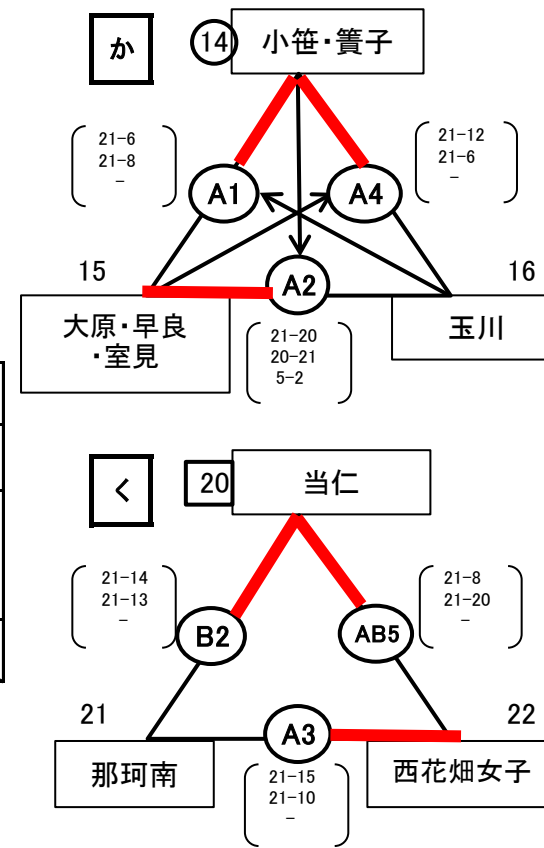 か
14
小笹・簀子
21-6
21-8
-
21-12
21-6
-
A1
A4
15
A2
16
大原・早良
・室見
玉川
21-20
20-21
5-2
く
20
当仁
21-14
21-13
-
21-8
21-20
-
B2
AB5
21
A3
22
那珂南
西花畑女子
21-15
21-10
-